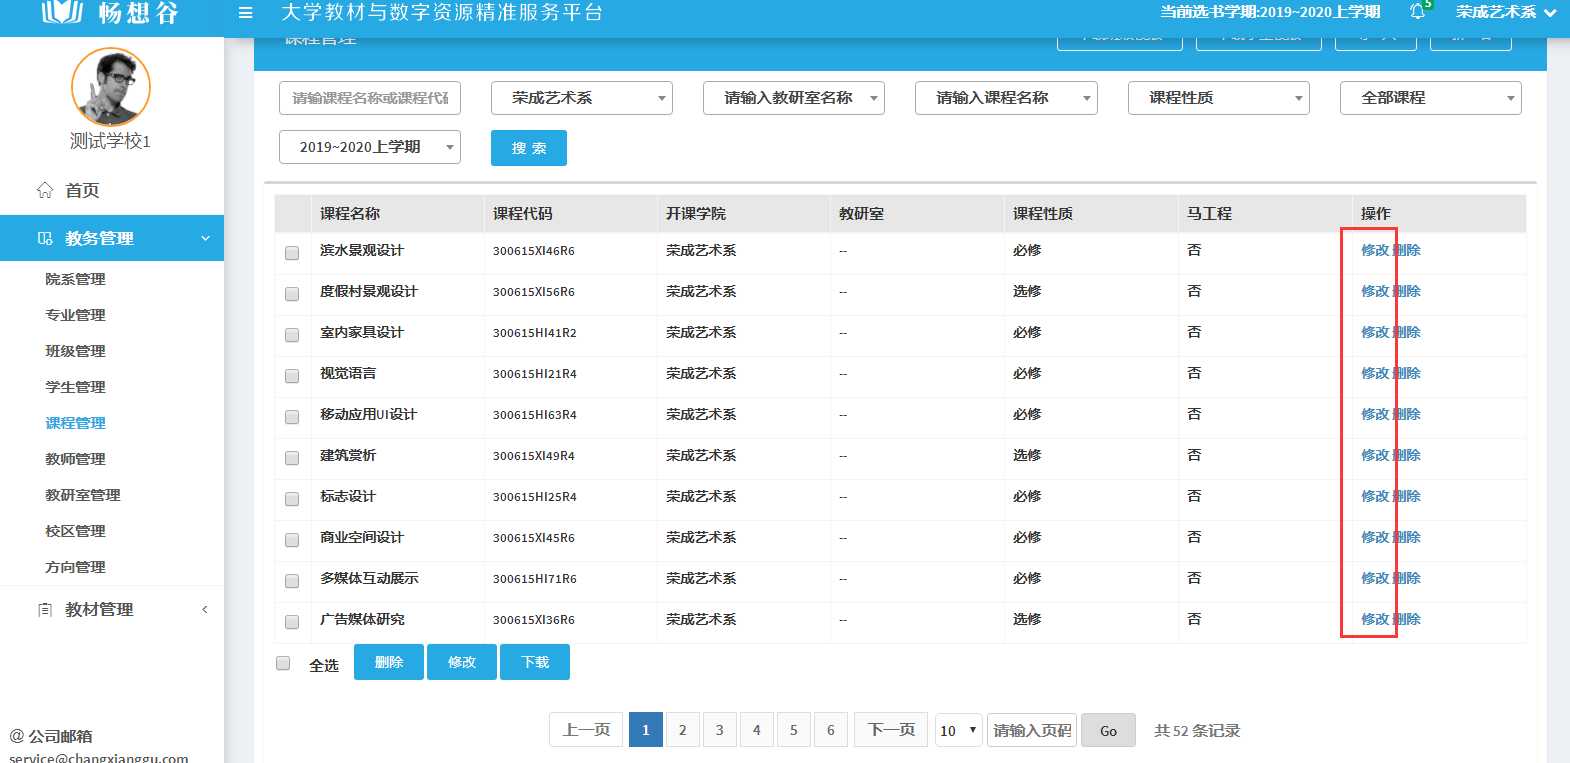 畅想谷
大学教材与数字资源精准服务平台
当前选书学期:2019~2020上学期
5
荣成艺术系
测试学校1
首页
教务管理
院系管理
专业管理
班级管理
学生管理
课程管理
教师管理
教研室管理
校区管理
方向管理
教材管理
@ 公司邮箱
service@changxianggu.com
课程管理
请输课程名称或课程代码
荣成艺术系
请输入教研室名称
请输入课程名称
课程性质
全部课程
2019~2020上学期
搜 索
课程名称 课程代码 开课学院 教研室 课程性质 马工程 操作
滨水景观设计 300615XI46R6 荣成艺术系 -- 必修 否 修改 删除
度假村景观设计 300615XI56R6 荣成艺术系 -- 选修 否 修改 删除
室内家具设计 300615HI41R2 荣成艺术系 -- 必修 否 修改 删除
视觉语言 300615HI21R4 荣成艺术系 -- 必修 否 修改 删除
移动应用UI设计 300615HI63R4 荣成艺术系 -- 必修 否 修改 删除
建筑赏析 300615XI49R4 荣成艺术系 -- 选修 否 修改 删除
标志设计 300615HI25R4 荣成艺术系 -- 必修 否 修改 删除
商业空间设计 300615XI45R6 荣成艺术系 -- 必修 否 修改 删除
多媒体互动展示 300615HI71R6 荣成艺术系 -- 必修 否 修改 删除
广告媒体研究 300615XI36R6 荣成艺术系 -- 选修 否 修改 删除
全选 删除 修改 下载
上一页 1 2 3 4 5 6 下一页 10 请输入页码 Go 共 52 条记录